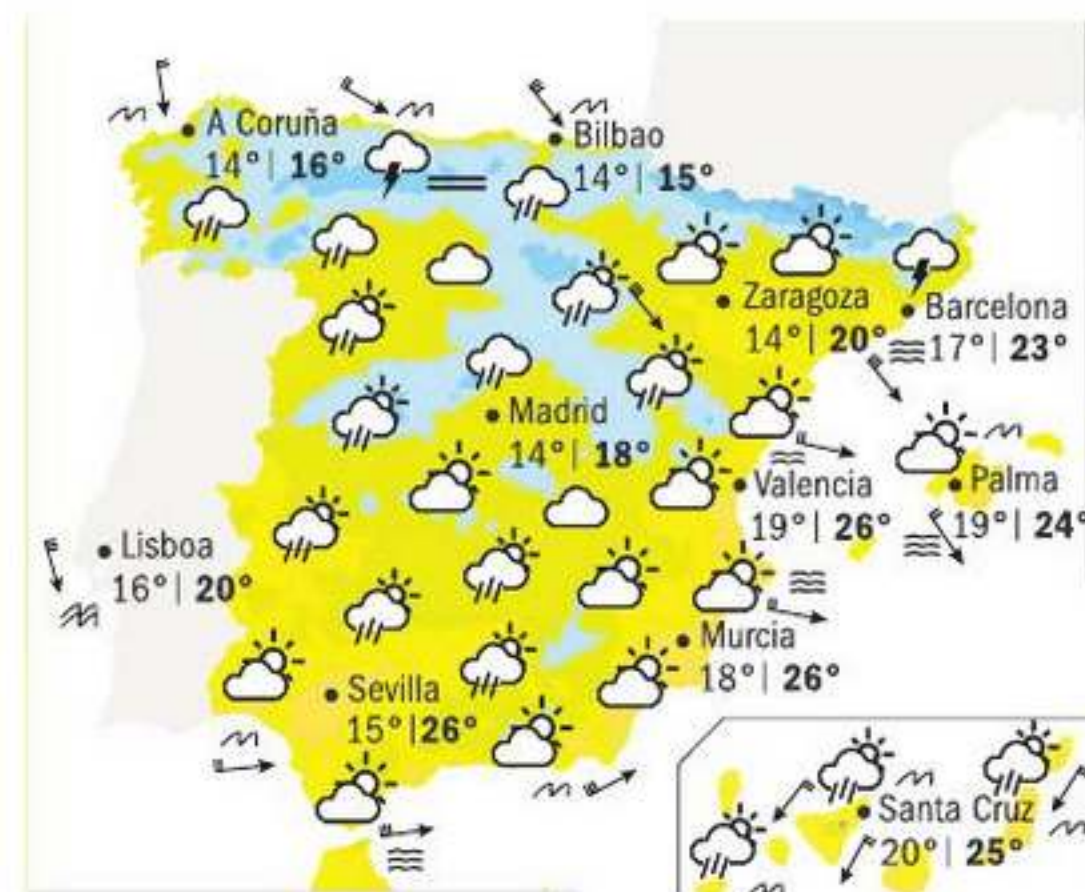 A Coruña
14° | 16°
Bilbao
14° | 15°
Zaragoza
14° | 20°
Barcelona
17° | 23°
Madrid
14° | 18°
Valencia
19° | 26°
Palma
19° | 24°
Lisboa
16° | 20°
Murcia
18° | 26°
Sevilla
15° | 26°
Santa Cruz
20° | 25°